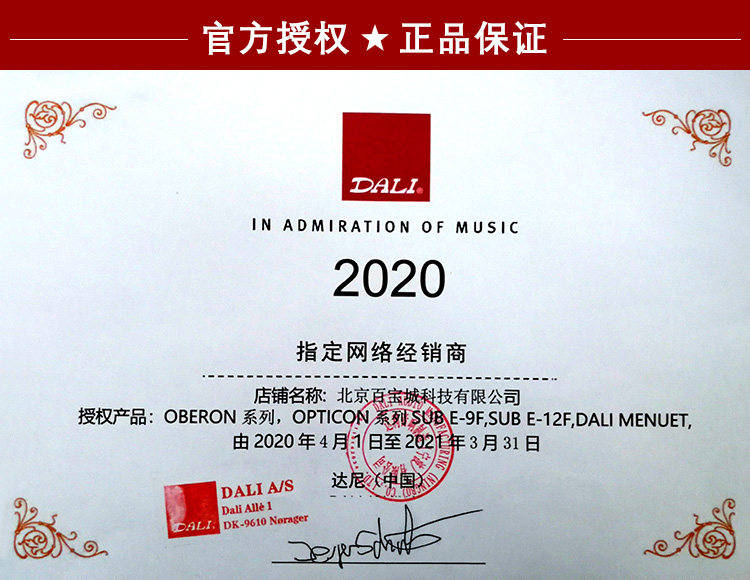 官方授权 ★ 正品保证
DALI®
IN ADMIRATION OF MUSIC
2020
指定网络经销商
店铺名称：北京百宝城科技有限公司
授权产品：OBERON 系列，OPTICON 系列 SUB E-9F,SUB E-12F,DALI MENUET,
由 2020 年 4 月 1 日至 2021 年 3 月 31 日
达尼（中国）
DALI A/S
Dali Allè 1
DK-9610 Nørager
DALI